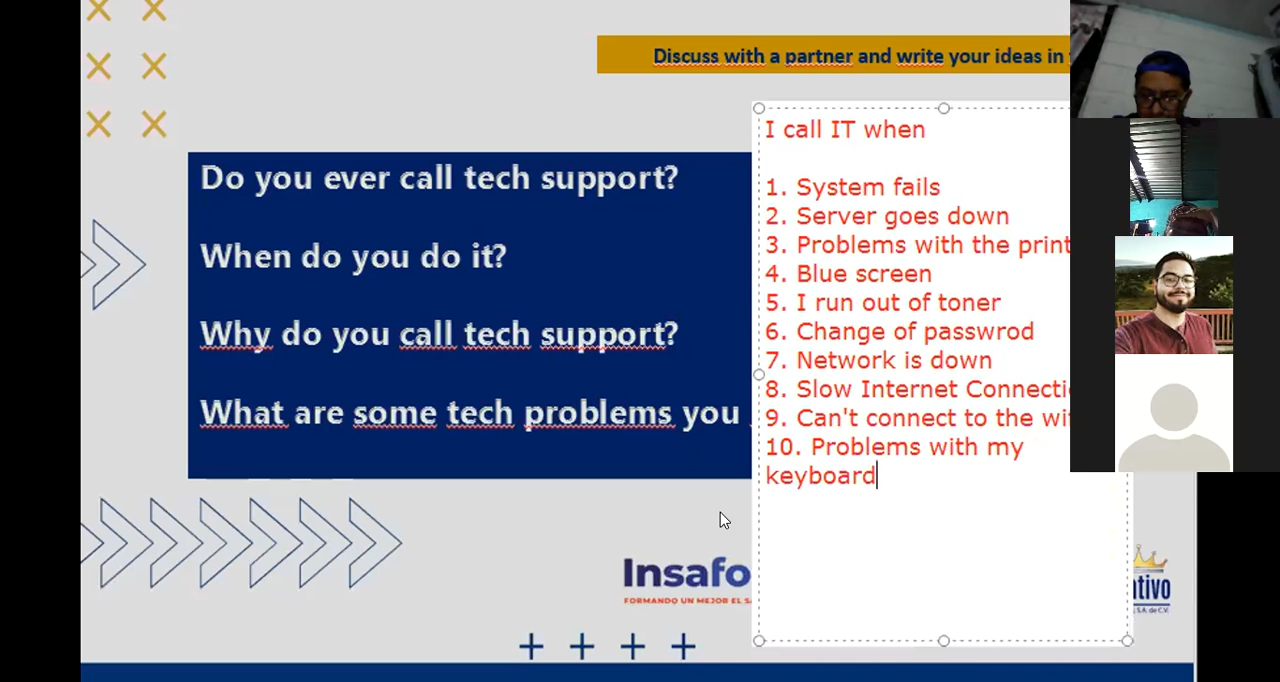 Discuss with a partner and write your ideas in
Do you ever call tech support?
When do you do it?
Why do you call tech support?
What are some tech problems you
I call IT when
1. System fails
2. Server goes down
3. Problems with the print
4. Blue screen
5. I run out of toner
6. Change of passwrod
7. Network is down
8. Slow Internet Connecti
9. Can't connect to the wi
10. Problems with my
keyboard
Insafo
FORMANDO UN MEJOR EL S
ativo
S.A. de C.V.